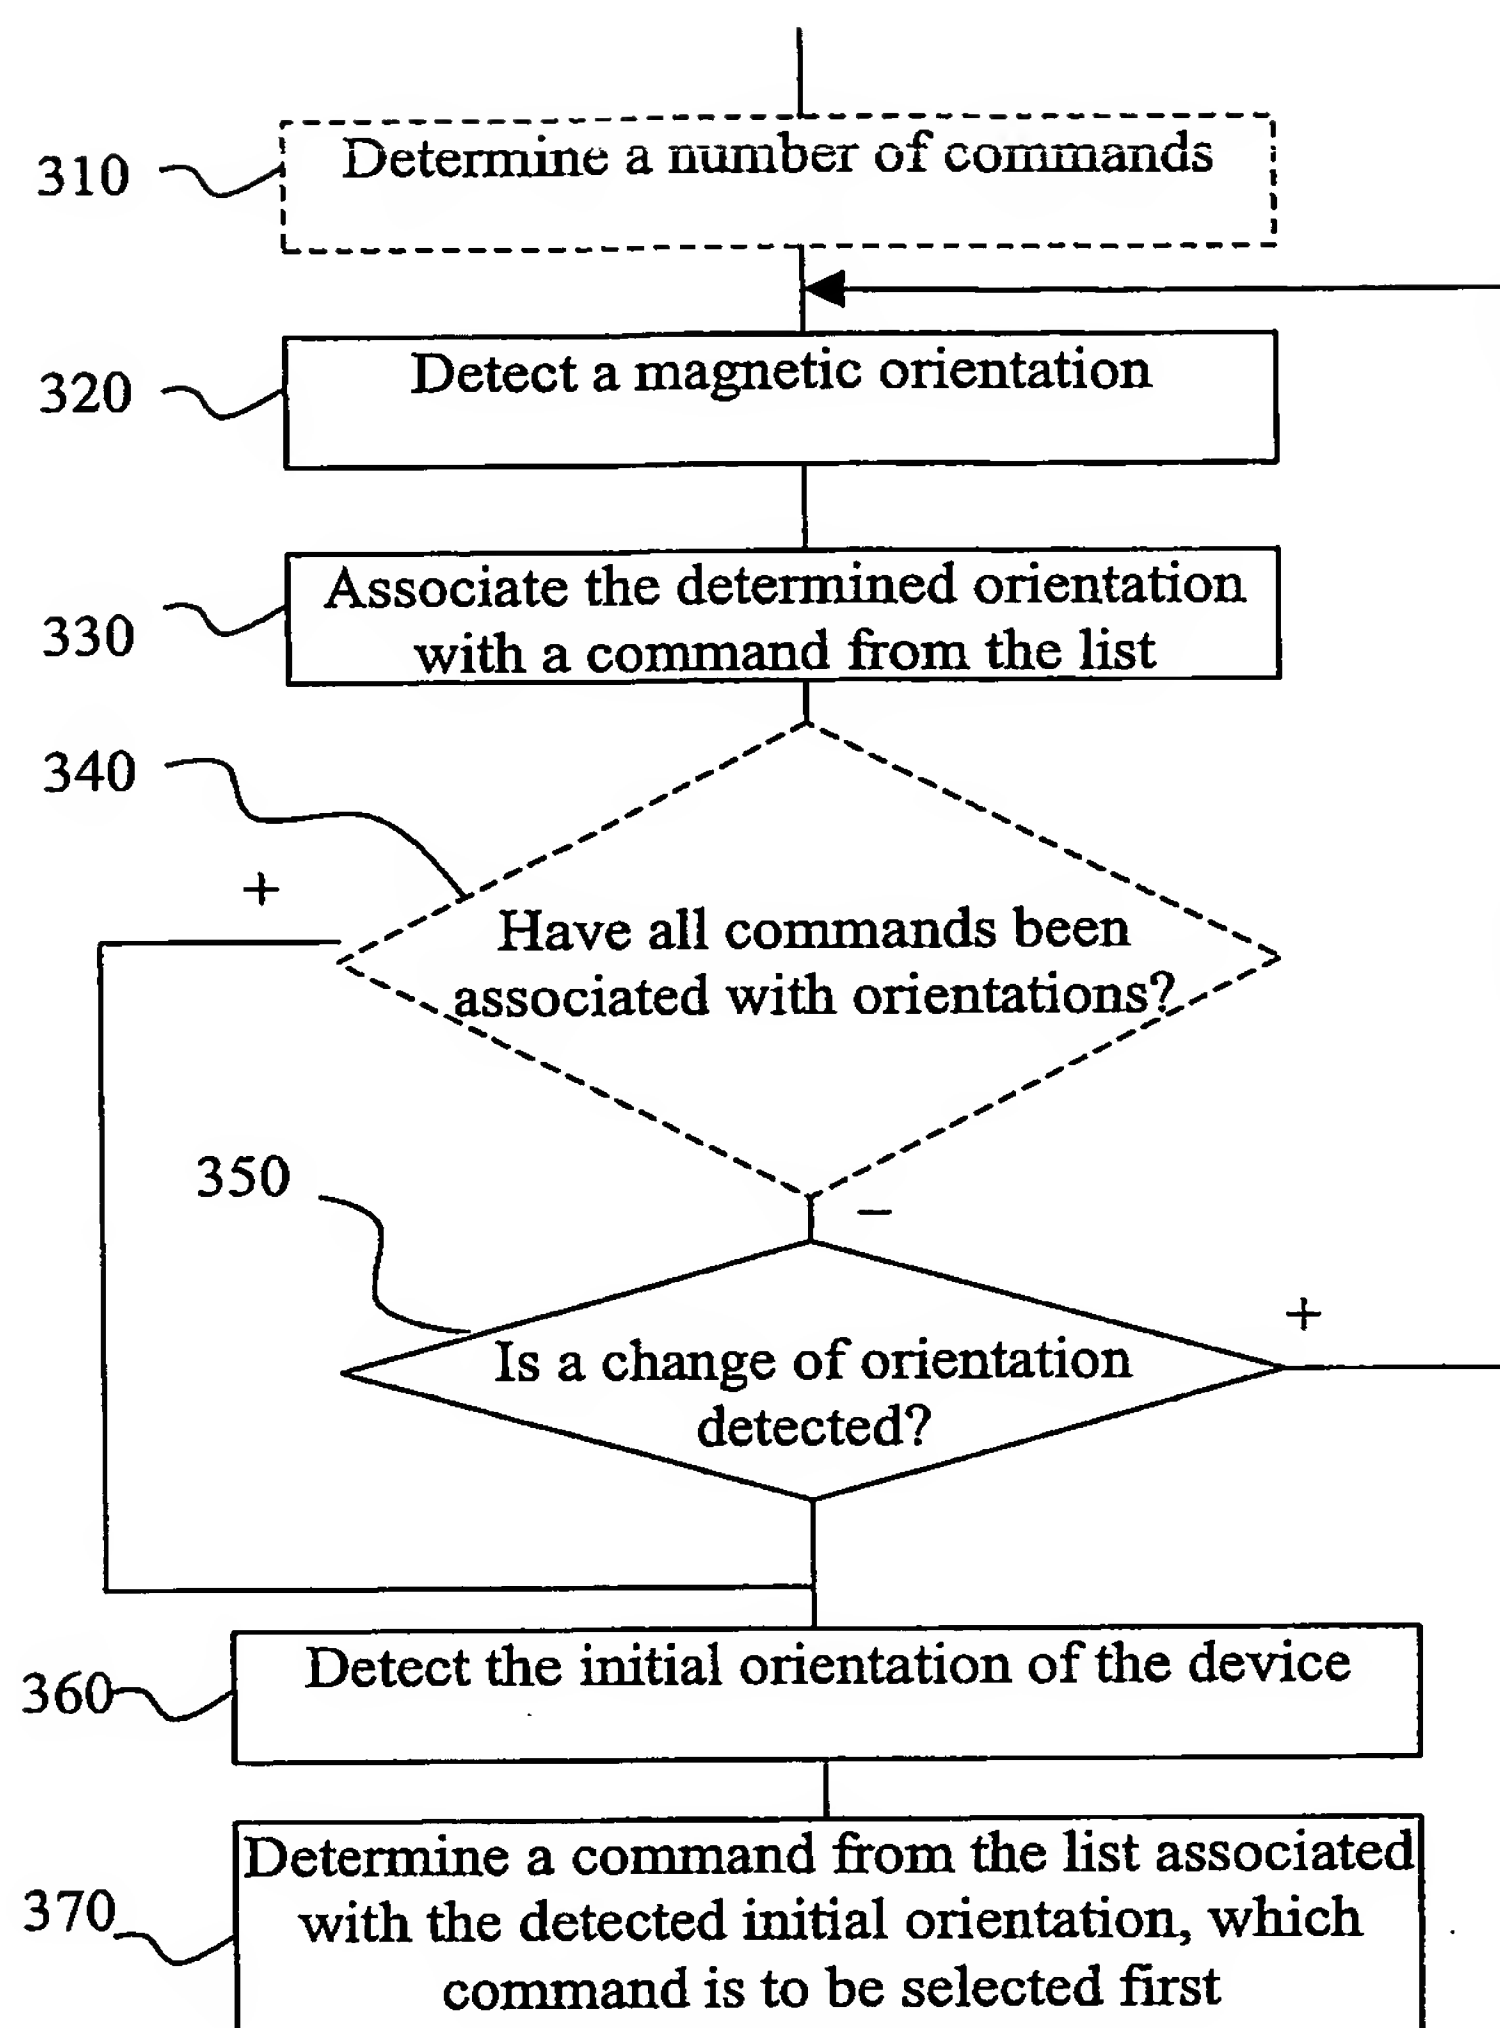 310
Determine a number of commands
320
Detect a magnetic orientation
330
Associate the determined orientation
with a command from the list
340
+
Have all commands been
associated with orientations?
350
–
+
Is a change of orientation
detected?
360
Detect the initial orientation of the device
370
Determine a command from the list associated
with the detected initial orientation, which
command is to be selected first